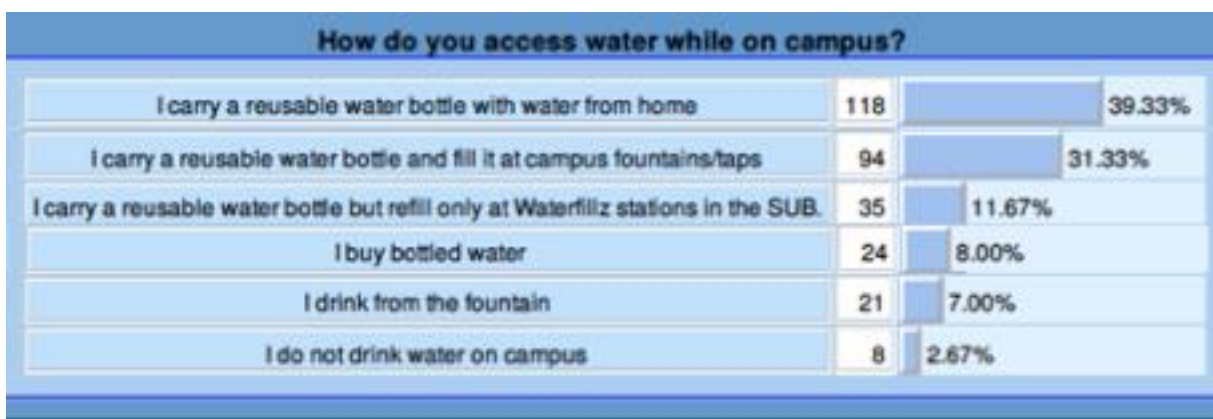 How do you access water while on campus?
I carry a reusable water bottle with water from home 118 39.33%
I carry a reusable water bottle and fill it at campus fountains/taps 94 31.33%
I carry a reusable water bottle but refill only at Waterfillz stations in the SUB. 35 11.67%
I buy bottled water 24 8.00%
I drink from the fountain 21 7.00%
I do not drink water on campus 8 2.67%